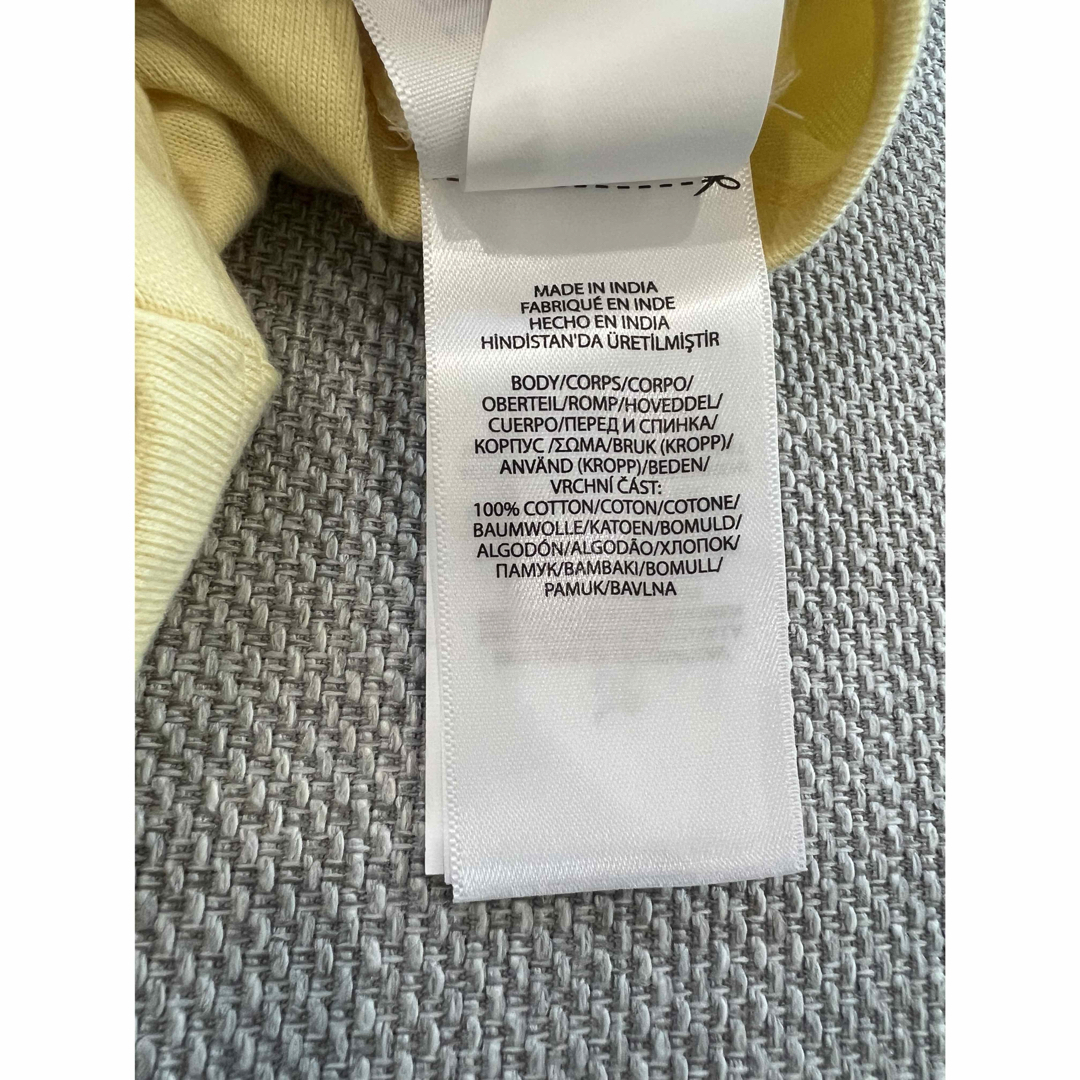 MADE IN INDIA
FABRIQUÉ EN INDE
HECHO EN INDIA
HİNDİSTAN'DA ÜRETİLMİŞTİR
BODY/CORPS/CORPO/
OBERTEIL/ROMP/HOVEDDEL/
CUERPO/ПЕРЕД И СПИНКА/
КОРПУС /ΣΩΜΑ/BRUK (KROPP)/
ANVÄND (KROPP)/BEDEN/
VRCHNÍ ČÁST:
100% COTTON/COTON/COTONE/
BAUMWOLLE/KATOEN/BOMULD/
ALGODÓN/ALGODÃO/ХЛОПОК/
ПАМУК/ΒΑΜΒΑΚΙ/BOMULL/
PAMUK/BAVLNA